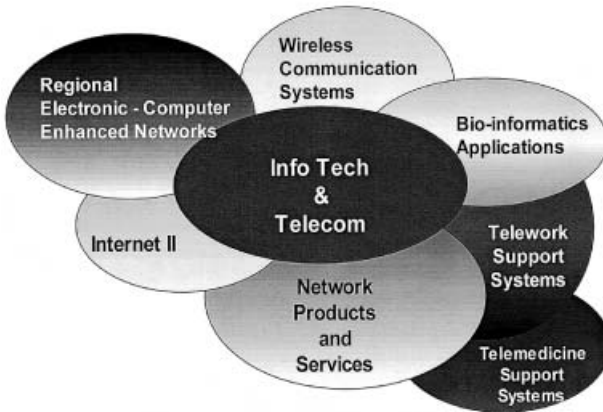 Wireless
Communication
Systems
Regional
Electronic - Computer
Enhanced Networks
Bio-informatics
Applications
Info Tech
&
Telecom
Internet II
Telework
Support
Systems
Network
Products
and
Services
Telemedicine
Support
Systems